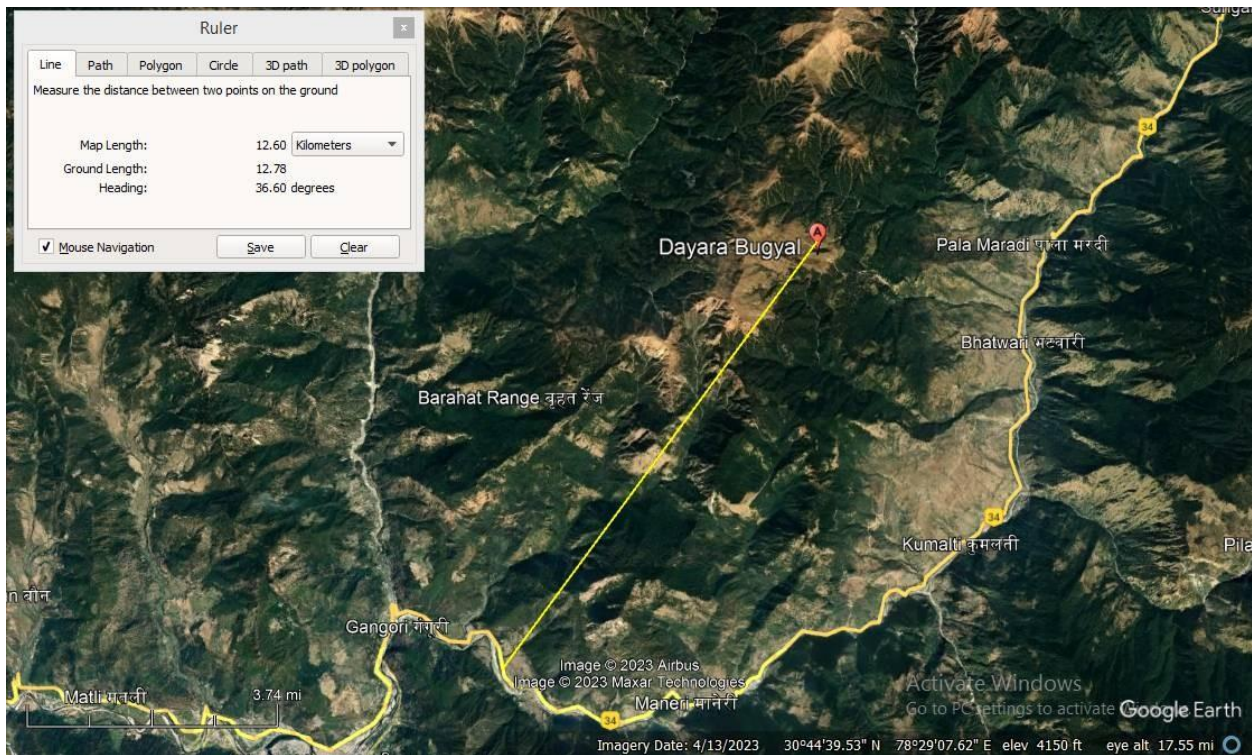 Ruler
Line Path Polygon Circle 3D path 3D polygon
Measure the distance between two points on the ground
Map Length: 12.60 Kilometers
Ground Length: 12.78
Heading: 36.60 degrees
Mouse Navigation Save Clear
34
A
Dayara Bugyal
Pala Maradi पाला मरदी
Bhatwari भटवारी
Barahat Range वृहत रेंज
34
Kumalti कुमलती
Gangori गंगूरी
Image © 2023 Airbus
Image © 2023 Maxar Technologies
Matli मतली
3.74 mi
Maneri मानेरी
34
Activate Windows
Go to PC settings to activate
Google Earth
Imagery Date: 4/13/2023 30°44'39.53" N 78°29'07.62" E elev 4150 ft eye alt 17.55 mi